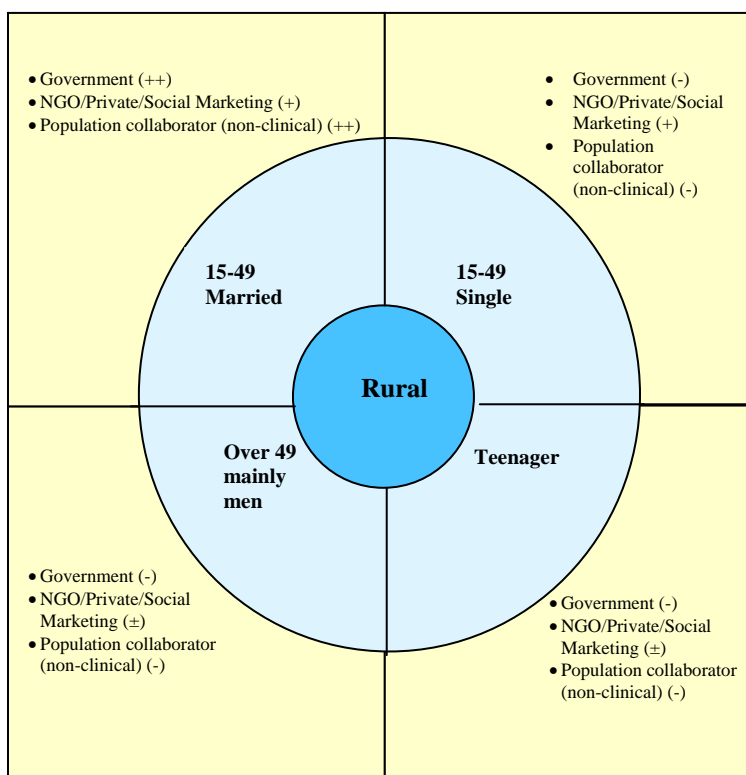 • Government (++)
• NGO/Private/Social Marketing (+)
• Population collaborator (non-clinical) (++)
• Government (-)
• NGO/Private/Social
Marketing (+)
• Population
collaborator
(non-clinical) (-)
15-49
Married
15-49
Single
Rural
Over 49
mainly
men
Teenager
• Government (-)
• NGO/Private/Social
Marketing (±)
• Population collaborator
(non-clinical) (-)
• Government (-)
• NGO/Private/Social
Marketing (±)
• Population collaborator
(non-clinical) (-)